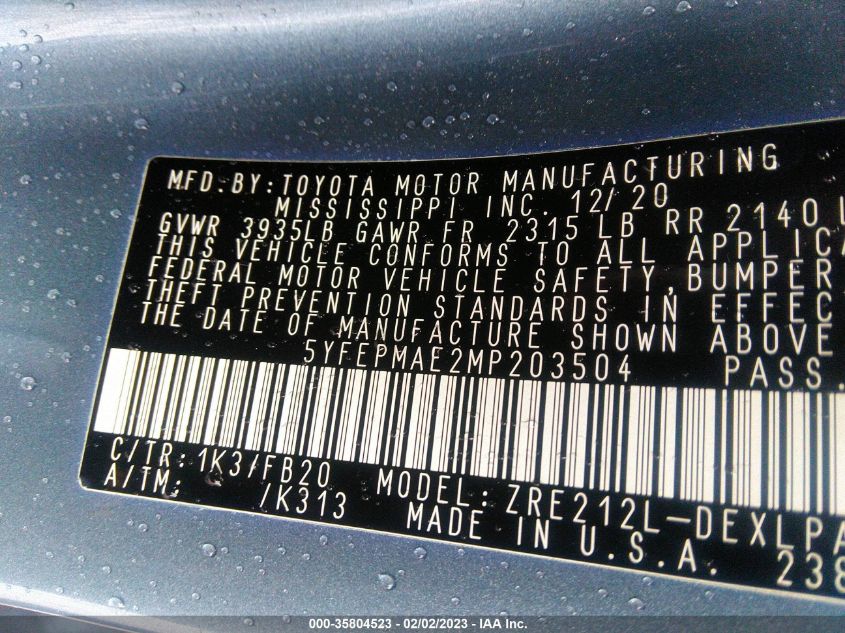 MFD.BY:TOYOTA MOTOR MANUFACTURING
MISSISSIPPI INC. 12/20
GVWR 3935LB GAWR FR 2315 LB RR 2140
THIS VEHICLE CONFORMS TO ALL APPLICA
FEDERAL MOTOR VEHICLE SAFETY,BUMPER
THEFT PREVENTION STANDARDS IN EFFEC
THE DATE OF MANUFACTURE SHOWN ABOVE
5YFEPMAE2MP203504 PASS.
C/TR:1K3/FB20 MODEL:ZRE212L-DEXLPA
A/TM: /K313 MADE IN U.S.A. 238
000-35804523 - 02/02/2023 - IAA Inc.